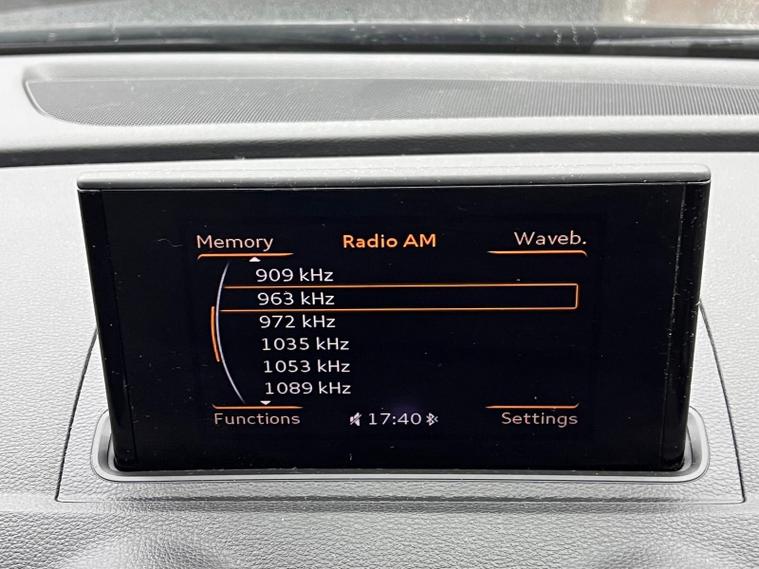 Memory Radio AM Waveb.
909 kHz
963 kHz
972 kHz
1035 kHz
1053 kHz
1089 kHz
Functions 17:40 Settings